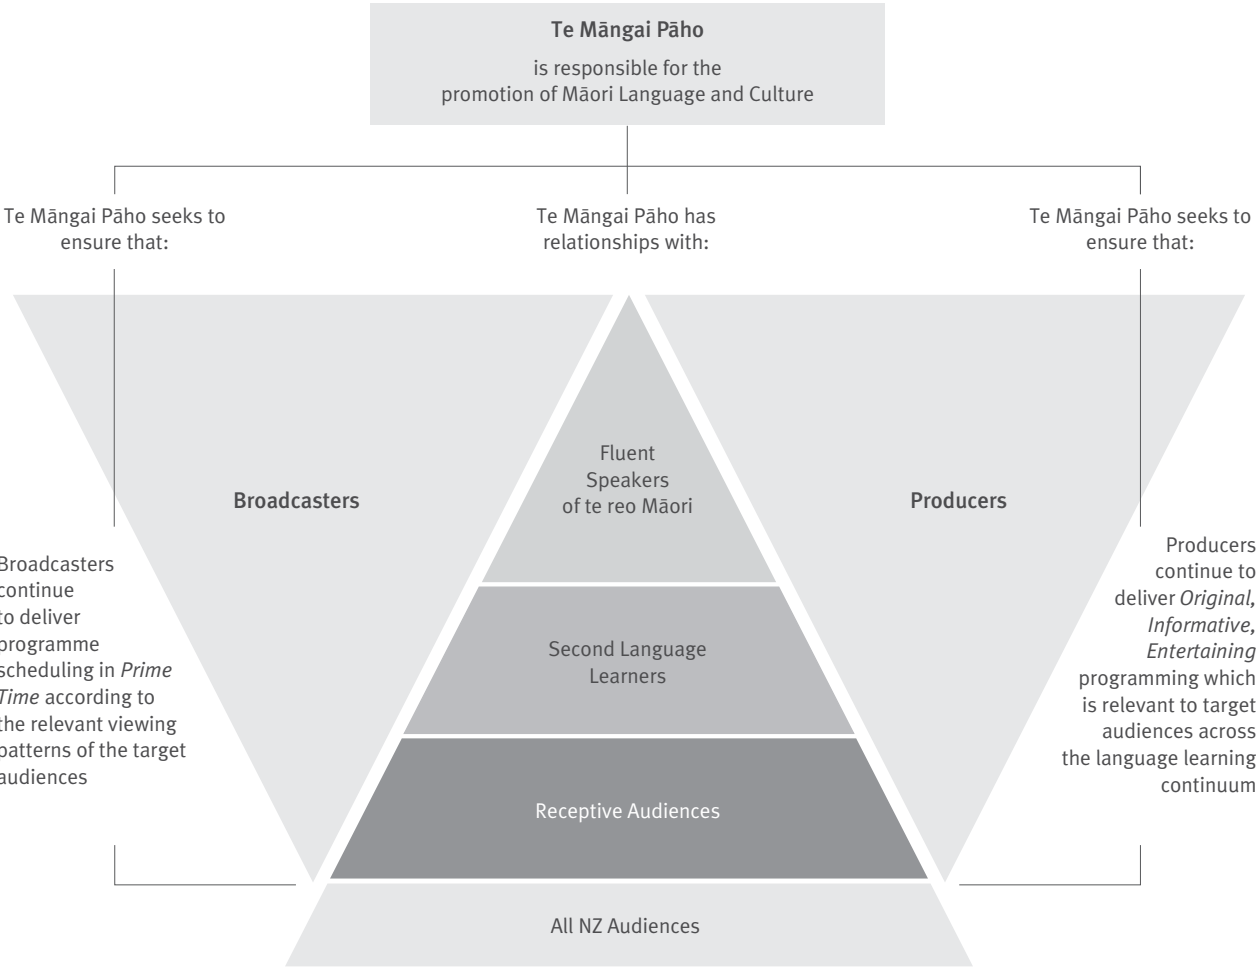 Te Māngai Pāho
is responsible for the
promotion of Māori Language and Culture
Te Māngai Pāho seeks to
ensure that:
Te Māngai Pāho has
relationships with:
Te Māngai Pāho seeks to
ensure that:
Broadcasters
Fluent
Speakers
of te reo Māori
Producers
Broadcasters
continue
to deliver
programme
scheduling in Prime
Time according to
the relevant viewing
patterns of the target
audiences
Second Language
Learners
Producers
continue to
deliver Original,
Informative,
Entertaining
programming which
is relevant to target
audiences across
the language learning
continuum
Receptive Audiences
All NZ Audiences